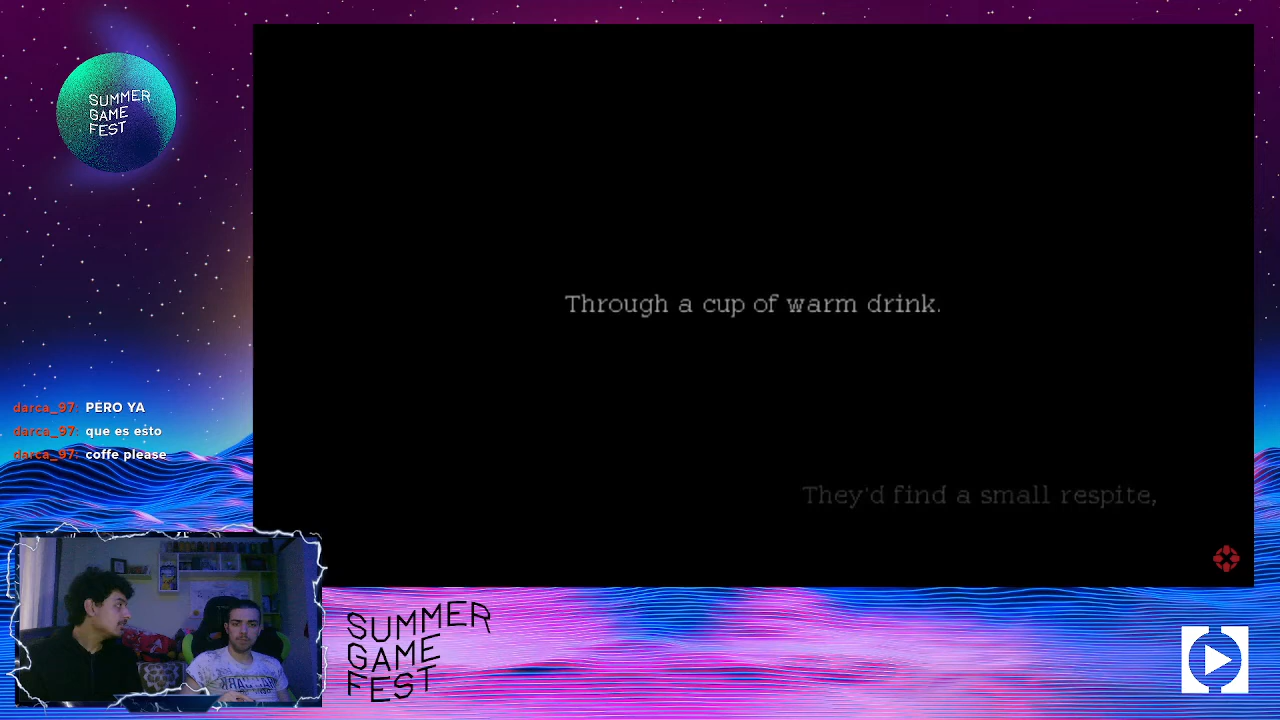 SUMMER
GAME
FEST
Through a cup of warm drink.
They'd find a small respite,
darca_97: PERO YA
darca_97: que es esto
darca_97: coffe please
SUMMER
GAME
FEST